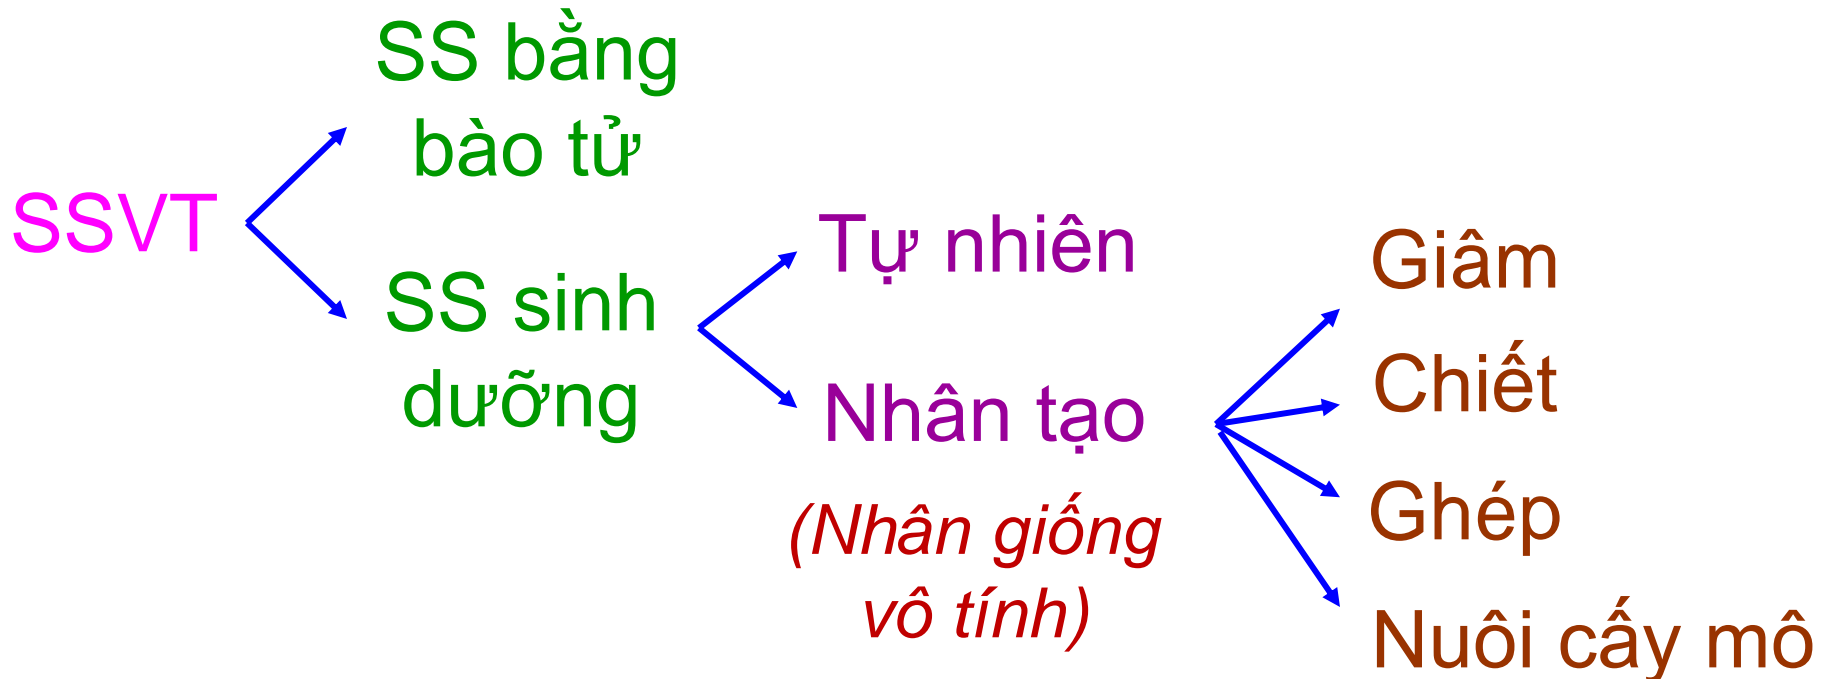 SSVT
SS bằng
bào tử
SS sinh
dưỡng
Tự nhiên
Nhân tạo
(Nhân giống
vô tính)
Giâm
Chiết
Ghép
Nuôi cấy mô